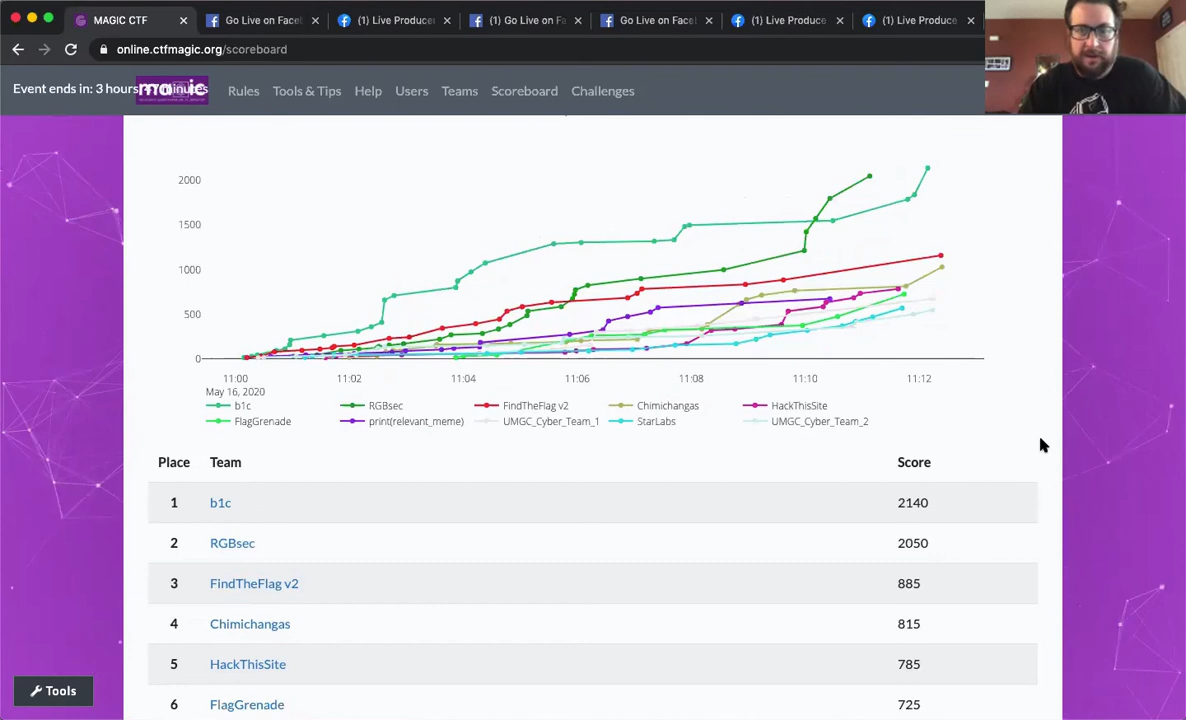 MAGIC CTF
Go Live on Faceb
(1) Live Producer
(1) Go Live on Fa
Go Live on Faceb
(1) Live Produce
(1) Live Produce
online.ctfmagic.org/scoreboard
Event ends in: 3 hours
Rules
Tools & Tips
Help
Users
Teams
Scoreboard
Challenges
2000
1500
1000
500
0
11:00
11:02
11:04
11:06
11:08
11:10
11:12
May 16, 2020
b1c
RGBsec
FindTheFlag v2
Chimichangas
HackThisSite
FlagGrenade
print(relevant_meme)
UMGC_Cyber_Team_1
StarLabs
UMGC_Cyber_Team_2
Place Team Score
1 b1c 2140
2 RGBsec 2050
3 FindTheFlag v2 885
4 Chimichangas 815
5 HackThisSite 785
6 FlagGrenade 725
Tools